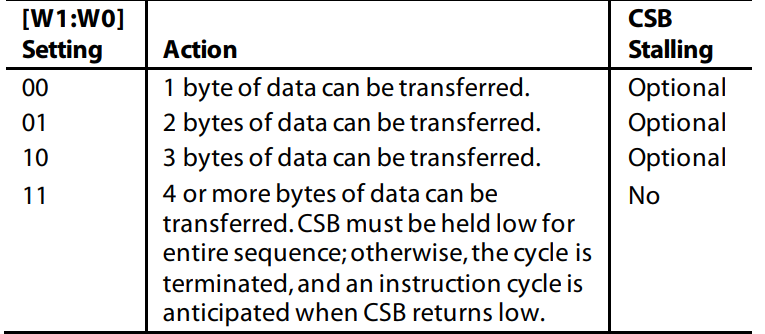 [W1:W0] CSB
Setting Action Stalling
00 1 byte of data can be transferred. Optional
01 2 bytes of data can be transferred. Optional
10 3 bytes of data can be transferred. Optional
11 4 or more bytes of data can be No
transferred. CSB must be held low for
entire sequence; otherwise, the cycle is
terminated, and an instruction cycle is
anticipated when CSB returns low.